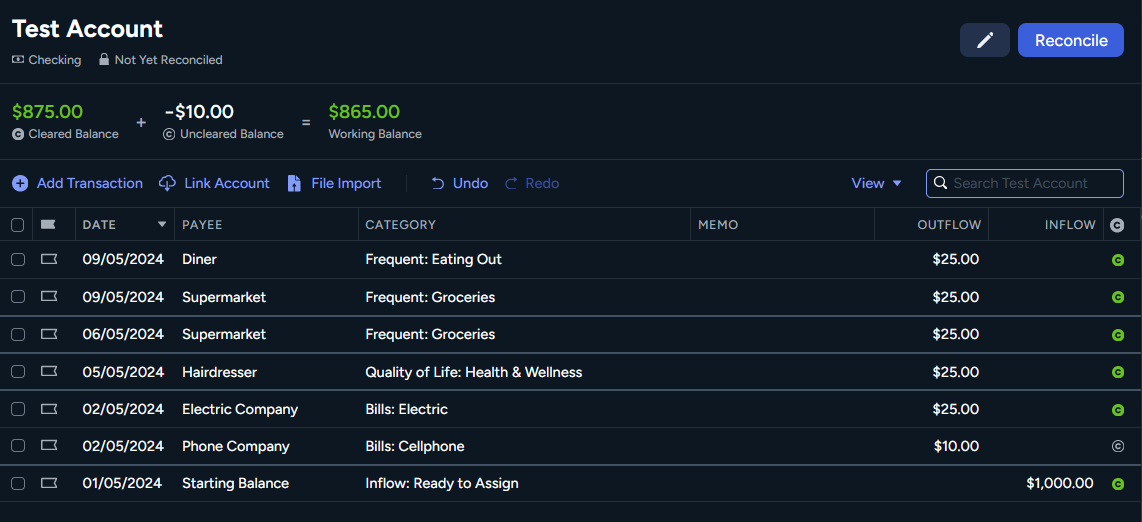 Test Account
Checking Not Yet Reconciled
Reconcile
$875.00 + -$10.00 = $865.00
C Cleared Balance C Uncleared Balance Working Balance
Add Transaction Link Account File Import Undo Redo View Search Test Account
DATE PAYEE CATEGORY MEMO OUTFLOW INFLOW C
09/05/2024 Diner Frequent: Eating Out $25.00 C
09/05/2024 Supermarket Frequent: Groceries $25.00 C
06/05/2024 Supermarket Frequent: Groceries $25.00 C
05/05/2024 Hairdresser Quality of Life: Health & Wellness $25.00 C
02/05/2024 Electric Company Bills: Electric $25.00 C
02/05/2024 Phone Company Bills: Cellphone $10.00 C
01/05/2024 Starting Balance Inflow: Ready to Assign $1,000.00 C